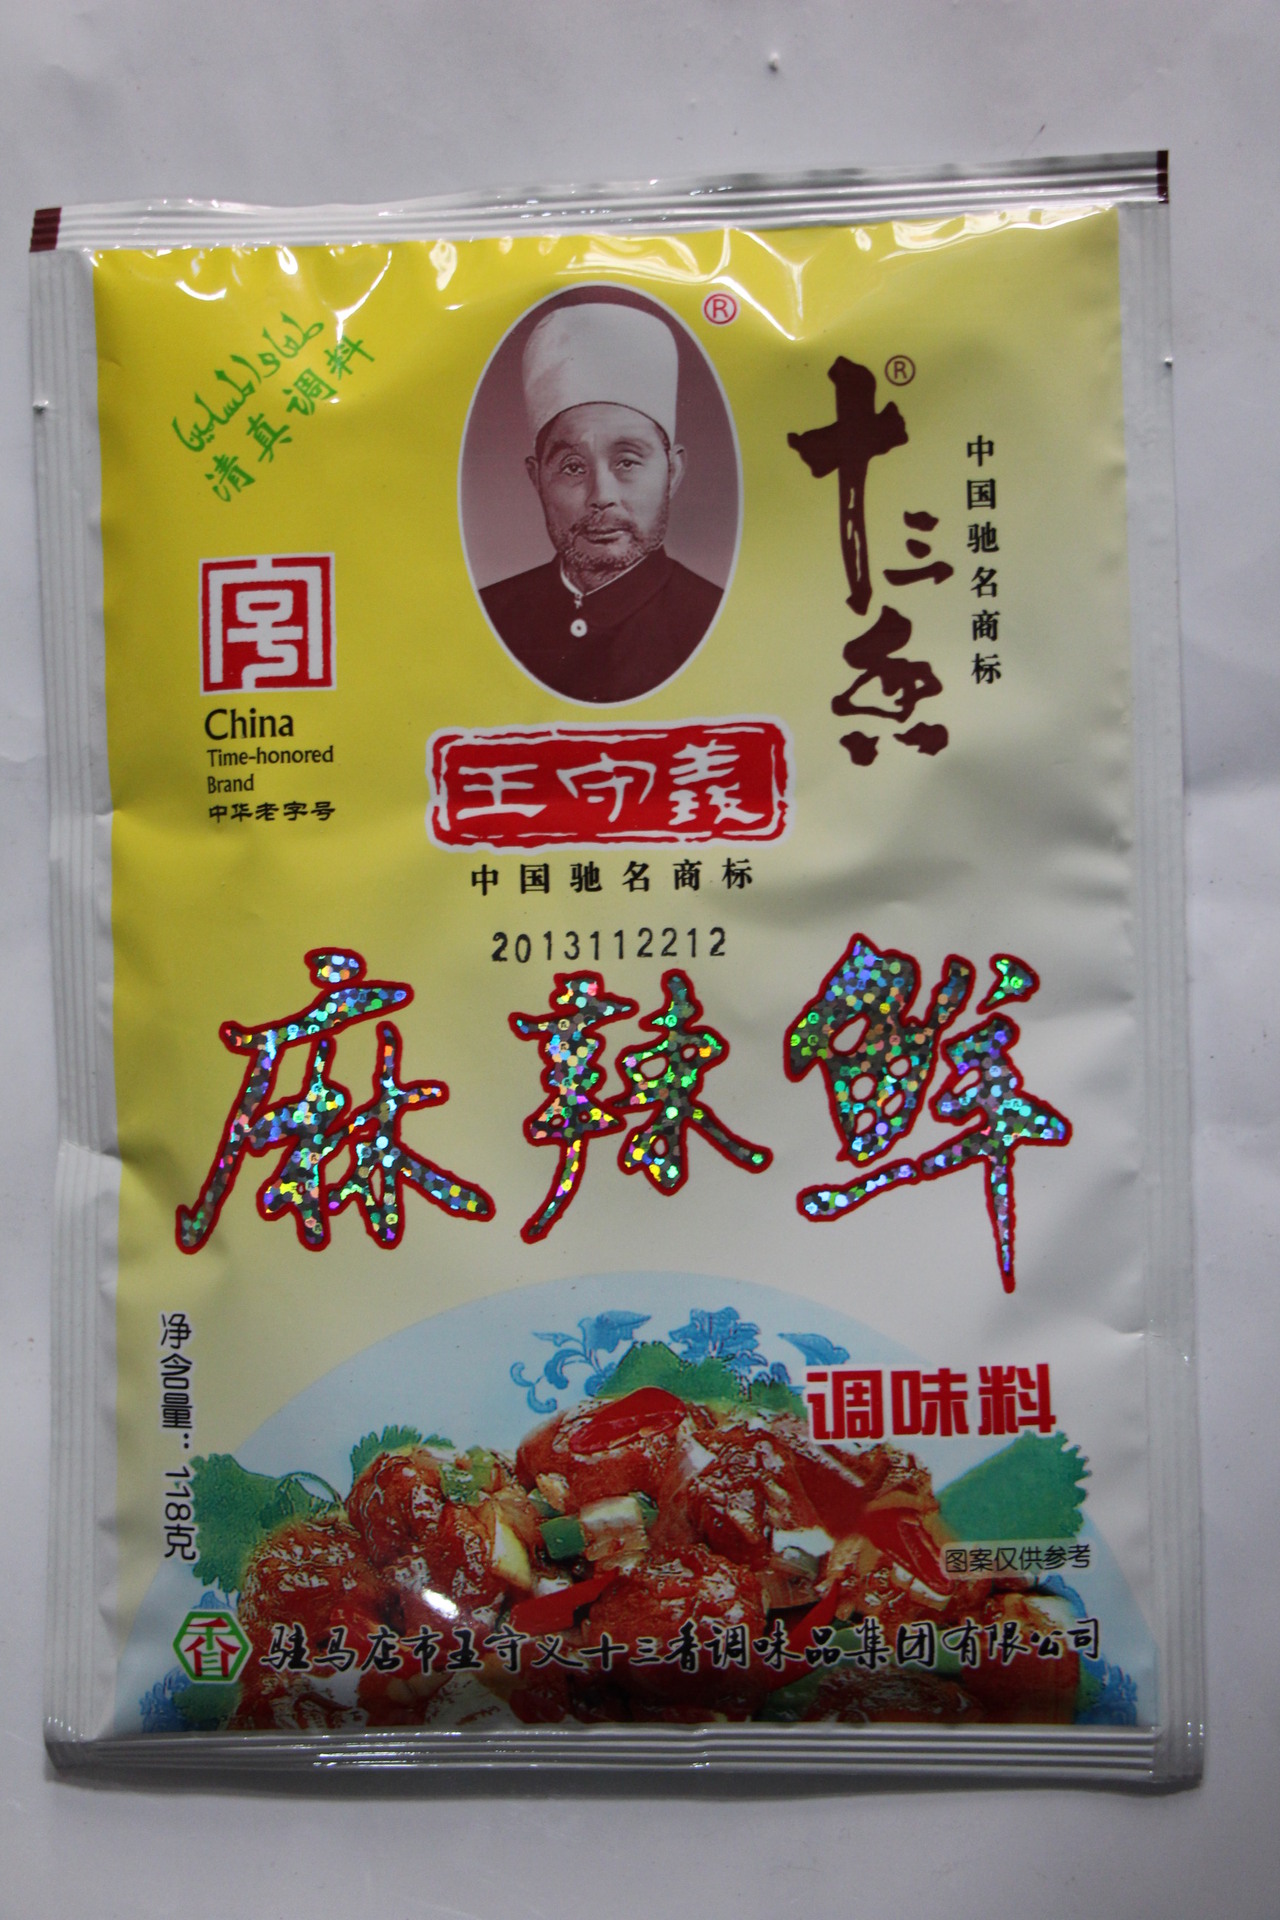 清真调料
®
十三香®
中国驰名商标
China
Time-honored
Brand
中华老字号
王守義
中国驰名商标
2013112212
麻辣鲜
调味料
净含量：118克
图案仅供参考
香 驻马店市王守义十三香调味品集团有限公司